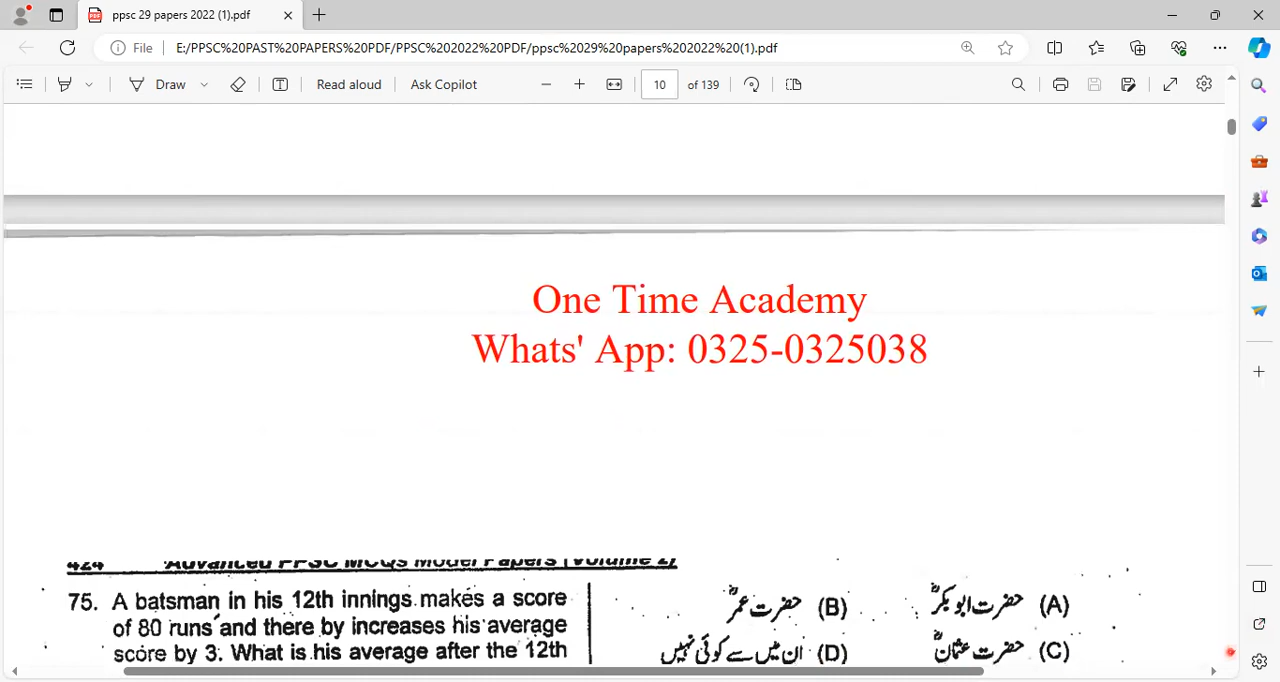 ppsc 29 papers 2022 (1).pdf
File
E:/PPSC%20PAST%20PAPERS%20PDF/PPSC%202022%20PDF/ppsc%2029%20papers%202022%20(1).pdf
Draw
Read aloud
Ask Copilot
10 of 139
One Time Academy
Whats' App: 0325-0325038
424 Advanced PPSC MCQs Model Papers (Volume 2)
75. A batsman in his 12th innings makes a score
of 80 runs and there by increases his average
score by 3. What is his average after the 12th
(A) حضرت ابوبکرؓ (B) حضرت عمرؓ
(C) حضرت عثمانؓ (D) ان میں سے کوئی نہیں